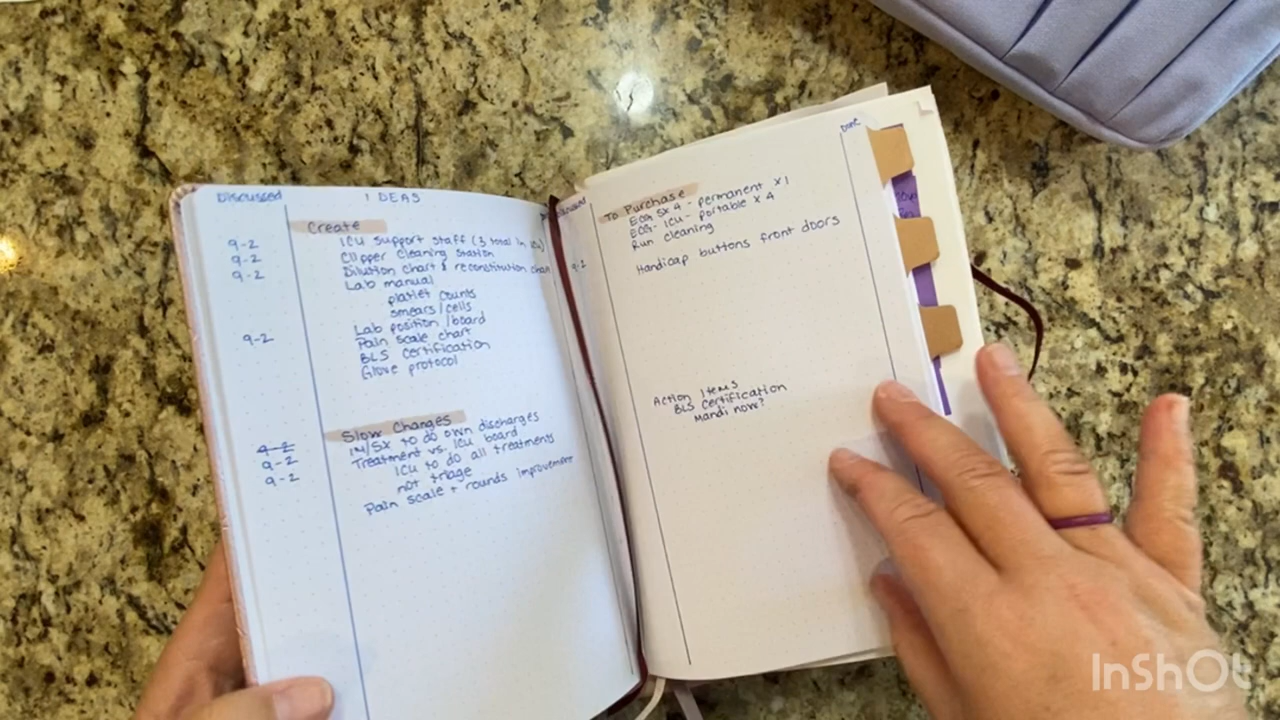 Discussed IDEAS
Create
9-2 ICU support staff (3 total in ICU)
9-2 Clipper cleaning station
9-2 Dilution chart & reconstitution chart
Lab manual
platlet counts
smears/cells
Lab position/board
9-2 Pain scale chart
BLS certification
Glove protocol
Slow Changes
9-2 IM/Sx to do own discharges
9-2 Treatment vs. ICU board
9-2 ICU to do all treatments
not triage
Pain scale + rounds improvement
Discussed
Done
To Purchase
ECG Sx 4 - permanent x1
ECG- ICU - portable x 4
Run cleaning
9-2 Handicap buttons front doors
Action Items
BLS certification
Mandi now?
InShOt